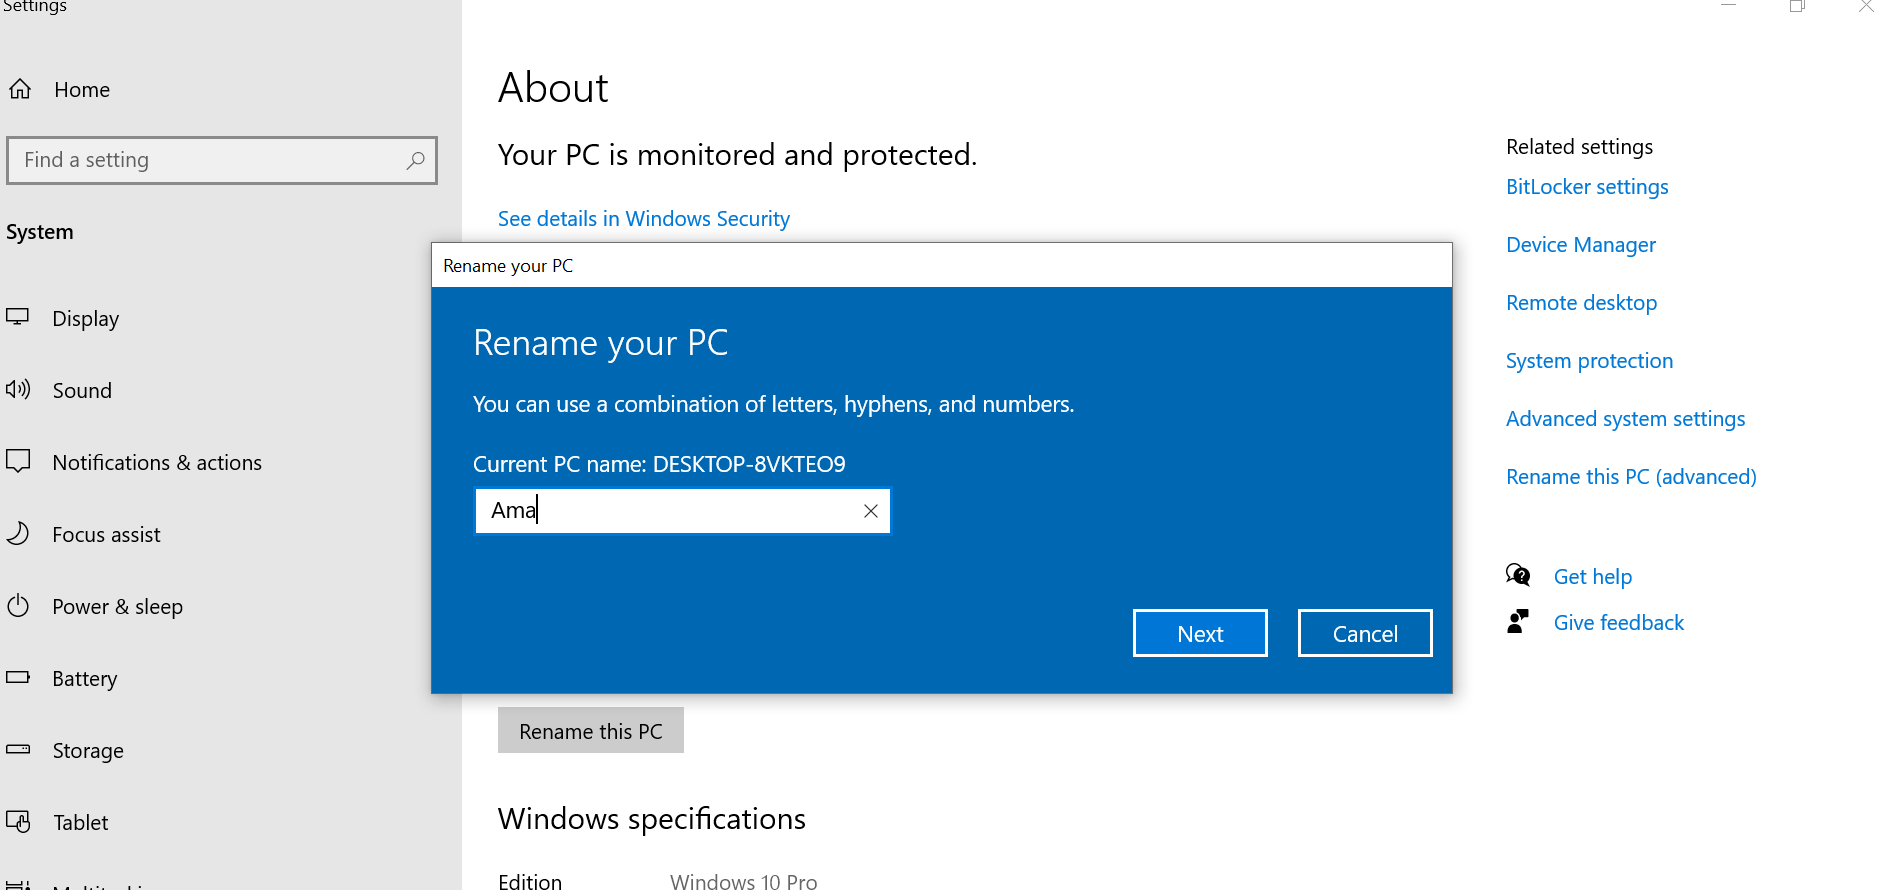 Settings
Home
Find a setting
System
Display
Sound
Notifications & actions
Focus assist
Power & sleep
Battery
Storage
Tablet
About
Your PC is monitored and protected.
See details in Windows Security
Rename your PC
Rename your PC
You can use a combination of letters, hyphens, and numbers.
Current PC name: DESKTOP-8VKTEO9
Ama
Next
Cancel
Rename this PC
Windows specifications
Edition Windows 10 Pro
Related settings
BitLocker settings
Device Manager
Remote desktop
System protection
Advanced system settings
Rename this PC (advanced)
Get help
Give feedback